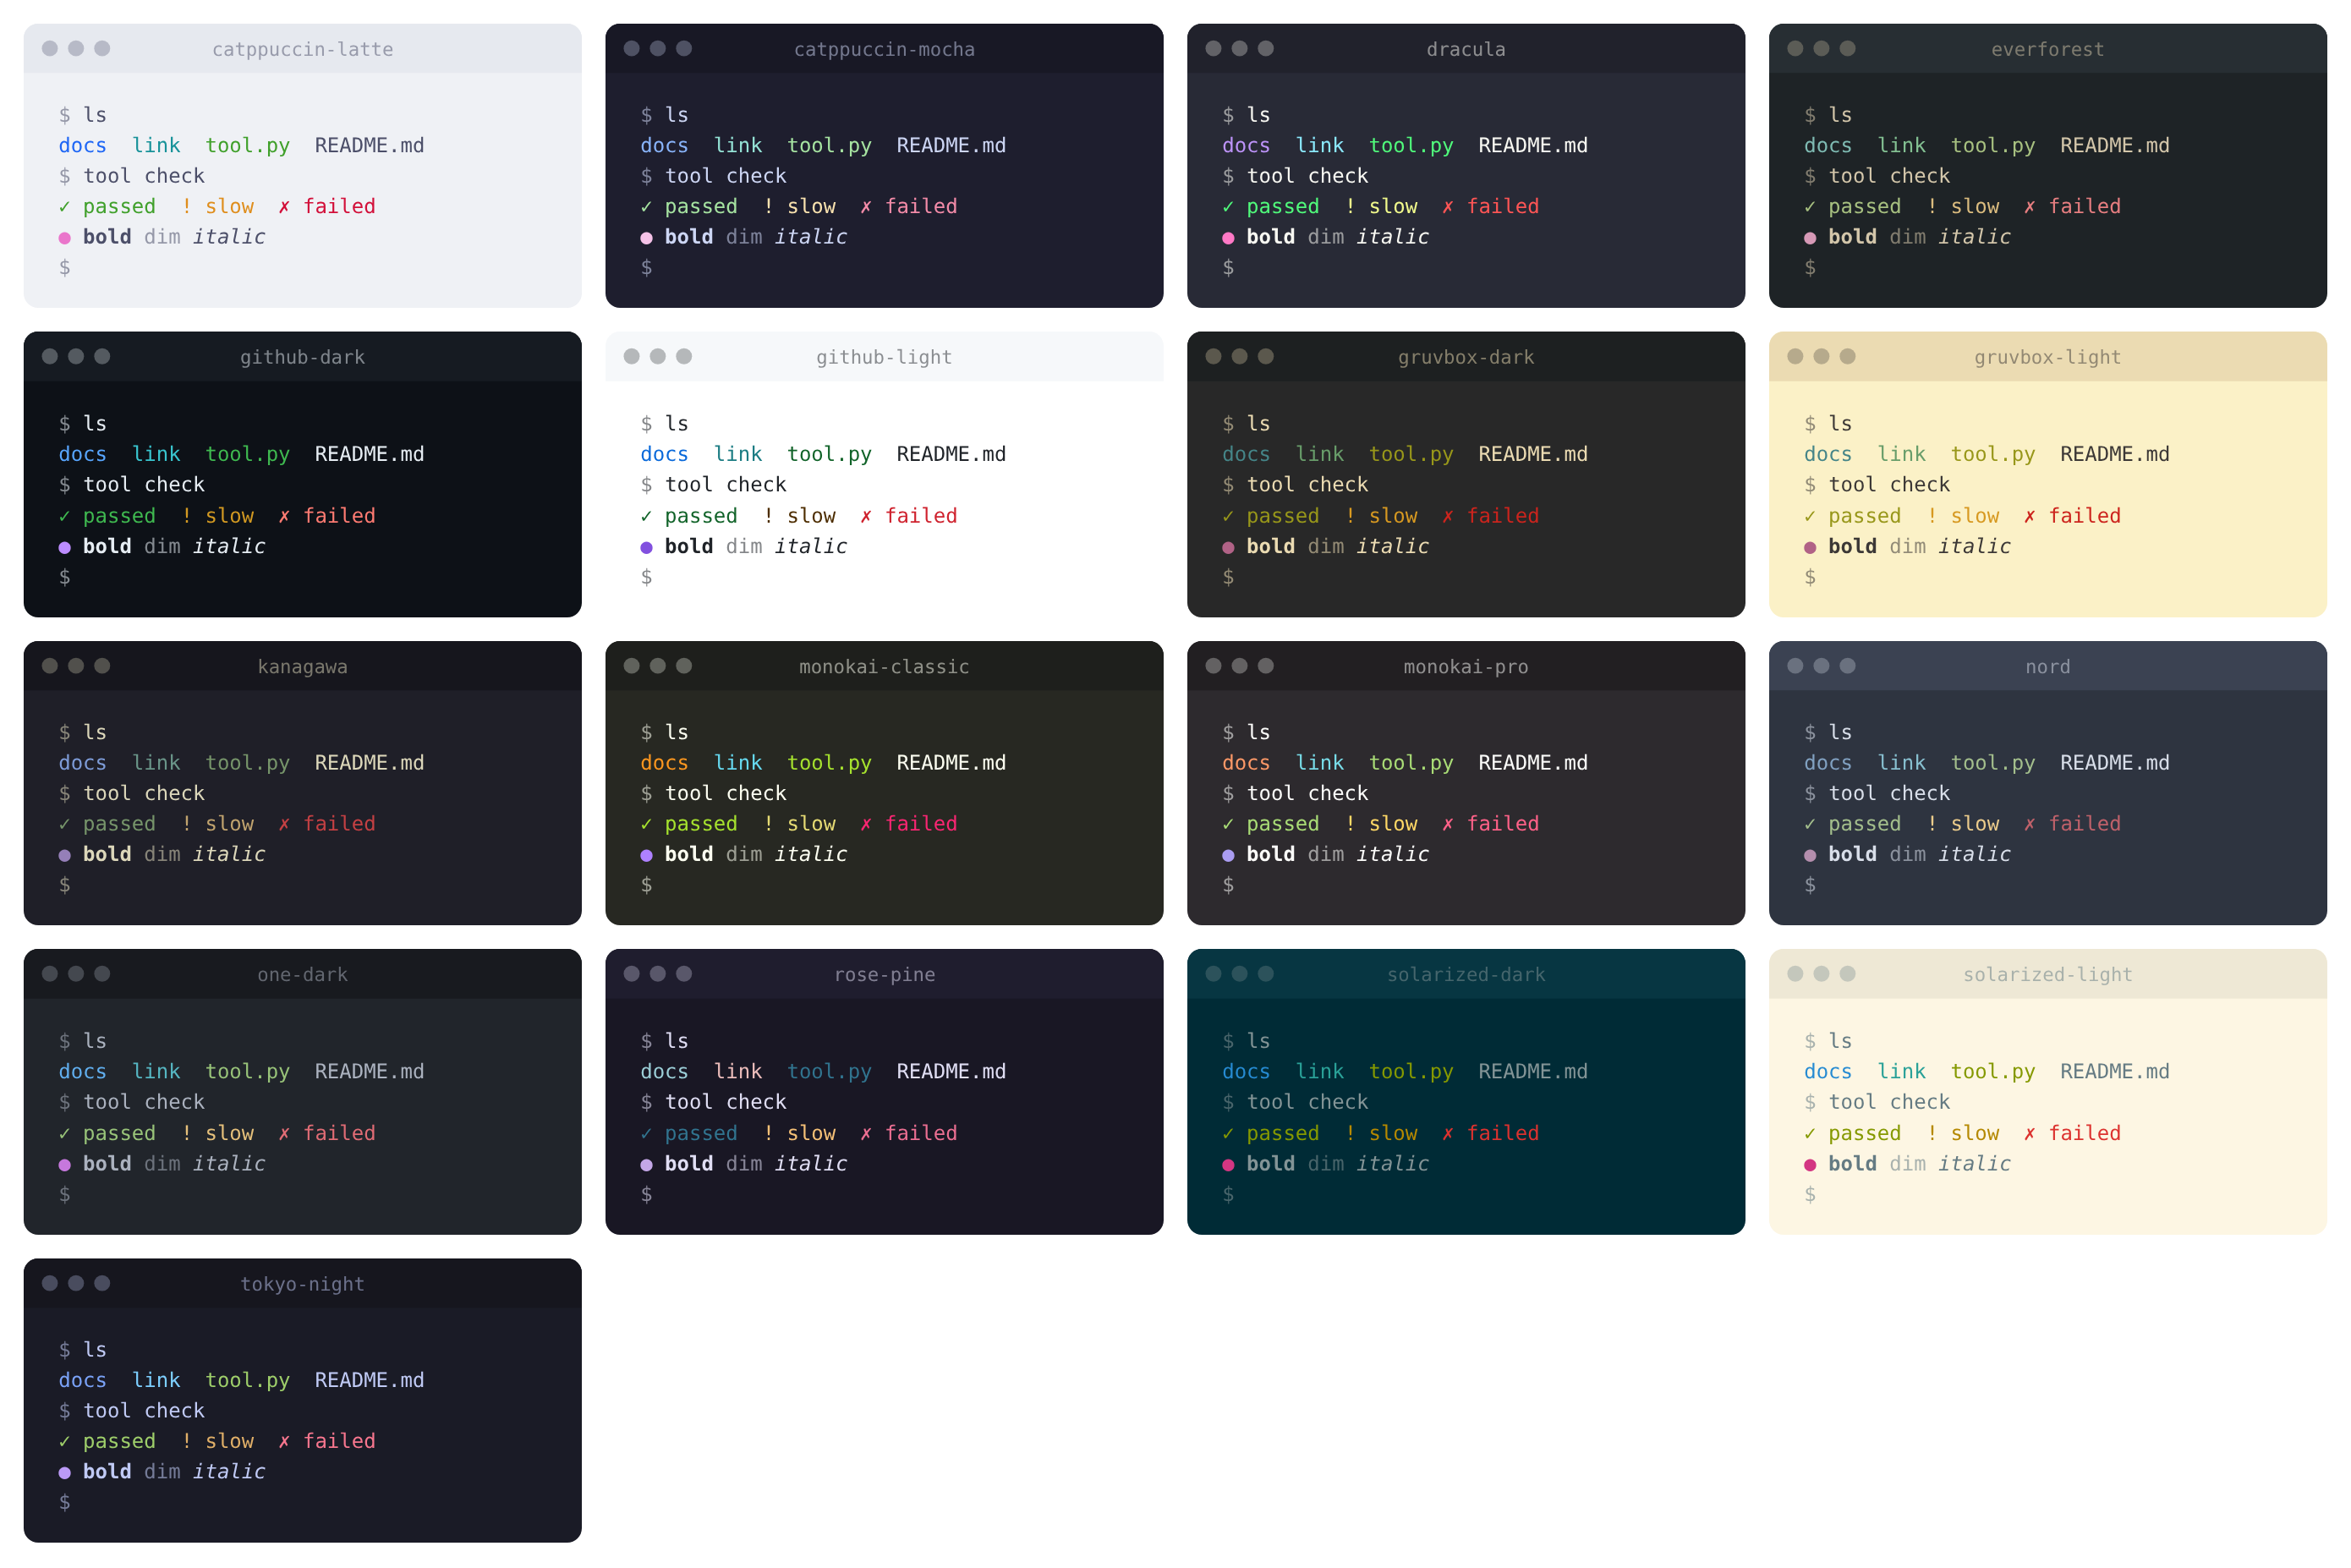 catppuccin-latte
$ ls
docs  link  tool.py  README.md
$ tool check
✓ passed  ! slow  ✗ failed
● bold dim italic
$
catppuccin-mocha
$ ls
docs  link  tool.py  README.md
$ tool check
✓ passed  ! slow  ✗ failed
● bold dim italic
$
dracula
$ ls
docs  link  tool.py  README.md
$ tool check
✓ passed  ! slow  ✗ failed
● bold dim italic
$
everforest
$ ls
docs  link  tool.py  README.md
$ tool check
✓ passed  ! slow  ✗ failed
● bold dim italic
$
github-dark
$ ls
docs  link  tool.py  README.md
$ tool check
✓ passed  ! slow  ✗ failed
● bold dim italic
$
github-light
$ ls
docs  link  tool.py  README.md
$ tool check
✓ passed  ! slow  ✗ failed
● bold dim italic
$
gruvbox-dark
$ ls
docs  link  tool.py  README.md
$ tool check
✓ passed  ! slow  ✗ failed
● bold dim italic
$
gruvbox-light
$ ls
docs  link  tool.py  README.md
$ tool check
✓ passed  ! slow  ✗ failed
● bold dim italic
$
kanagawa
$ ls
docs  link  tool.py  README.md
$ tool check
✓ passed  ! slow  ✗ failed
● bold dim italic
$
monokai-classic
$ ls
docs  link  tool.py  README.md
$ tool check
✓ passed  ! slow  ✗ failed
● bold dim italic
$
monokai-pro
$ ls
docs  link  tool.py  README.md
$ tool check
✓ passed  ! slow  ✗ failed
● bold dim italic
$
nord
$ ls
docs  link  tool.py  README.md
$ tool check
✓ passed  ! slow  ✗ failed
● bold dim italic
$
one-dark
$ ls
docs  link  tool.py  README.md
$ tool check
✓ passed  ! slow  ✗ failed
● bold dim italic
$
rose-pine
$ ls
docs  link  tool.py  README.md
$ tool check
✓ passed  ! slow  ✗ failed
● bold dim italic
$
solarized-dark
$ ls
docs  link  tool.py  README.md
$ tool check
✓ passed  ! slow  ✗ failed
● bold dim italic
$
solarized-light
$ ls
docs  link  tool.py  README.md
$ tool check
✓ passed  ! slow  ✗ failed
● bold dim italic
$
tokyo-night
$ ls
docs  link  tool.py  README.md
$ tool check
✓ passed  ! slow  ✗ failed
● bold dim italic
$